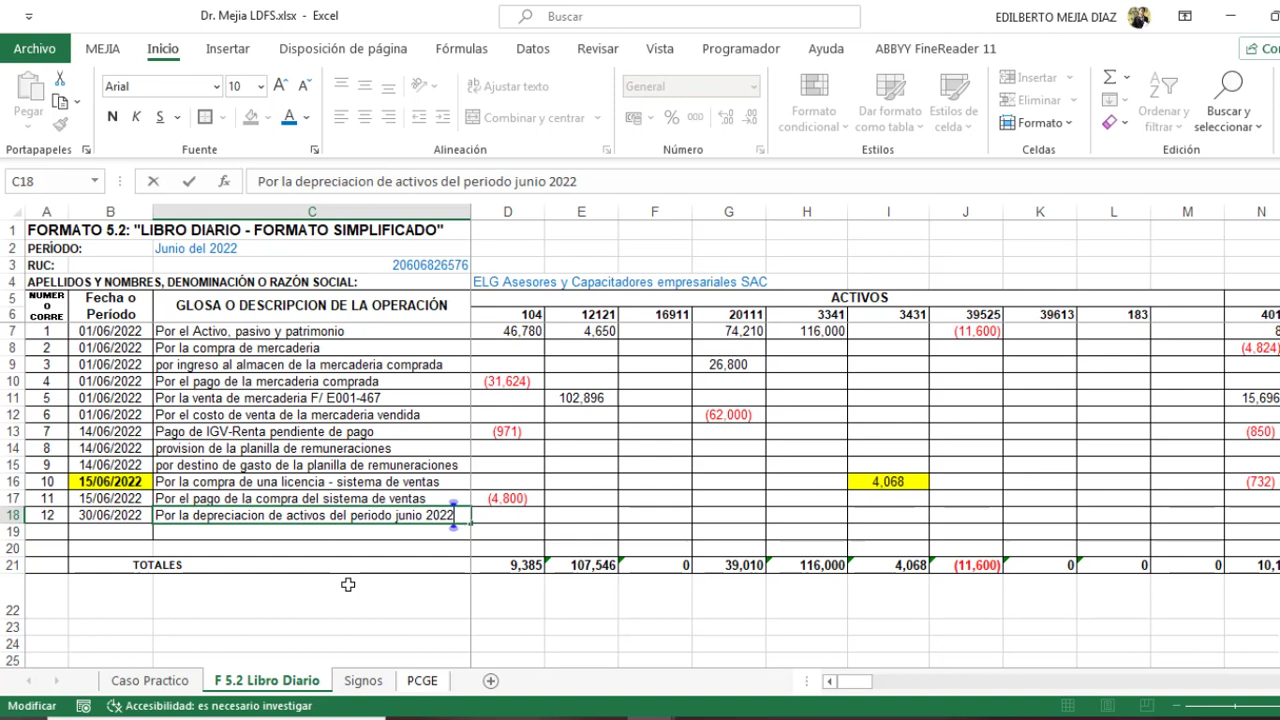 Dr. Mejia LDFS.xlsx - Excel
Buscar
EDILBERTO MEJIA DIAZ
Archivo MEJIA Inicio Insertar Disposición de página Fórmulas Datos Revisar Vista Programador Ayuda ABBYY FineReader 11
Pegar
Arial 10
N K S
Ajustar texto
Combinar y centrar
General
% 000
Formato condicional
Dar formato como tabla
Estilos de celda
Insertar
Eliminar
Formato
Ordenar y filtrar
Buscar y seleccionar
Portapapeles Fuente Alineación Número Estilos Celdas Edición
C18 fx Por la depreciacion de activos del periodo junio 2022
A B C D E F G H I J K L M N
1 FORMATO 5.2: "LIBRO DIARIO - FORMATO SIMPLIFICADO"
2 PERÍODO: Junio del 2022
3 RUC: 20606826576
4 APELLIDOS Y NOMBRES, DENOMINACIÓN O RAZÓN SOCIAL: ELG Asesores y Capacitadores empresariales SAC
5 NUMER O CORRE Fecha o Período GLOSA O DESCRIPCION DE LA OPERACIÓN ACTIVOS
6 104 12121 16911 20111 3341 3431 39525 39613 401
7 1 01/06/2022 Por el Activo, pasivo y patrimonio 46,780 4,650 74,210 116,000 (11,600) 8
8 2 01/06/2022 Por la compra de mercaderia (4,824)
9 3 01/06/2022 por ingreso al almacen de la mercaderia comprada 26,800
10 4 01/06/2022 Por el pago de la mercaderia comprada (31,624)
11 5 01/06/2022 Por la venta de mercaderia F/ E001-467 102,896 15,696
12 6 01/06/2022 Por el costo de venta de la mercaderia vendida (62,000)
13 7 14/06/2022 Pago de IGV-Renta pendiente de pago (971) (850)
14 8 14/06/2022 provision de la planilla de remuneraciones
15 9 14/06/2022 por destino de gasto de la planilla de remuneraciones
16 10 15/06/2022 Por la compra de una licencia - sistema de ventas 4,068 (732)
17 11 15/06/2022 Por el pago de la compra del sistema de ventas (4,800)
18 12 30/06/2022 Por la depreciacion de activos del periodo junio 2022
19
20
21 TOTALES 9,385 107,546 0 39,010 116,000 4,068 (11,600) 0 0 0 10,1
22
23
24
25
Caso Practico F 5.2 Libro Diario Signos PCGE
Modificar Accesibilidad: es necesario investigar